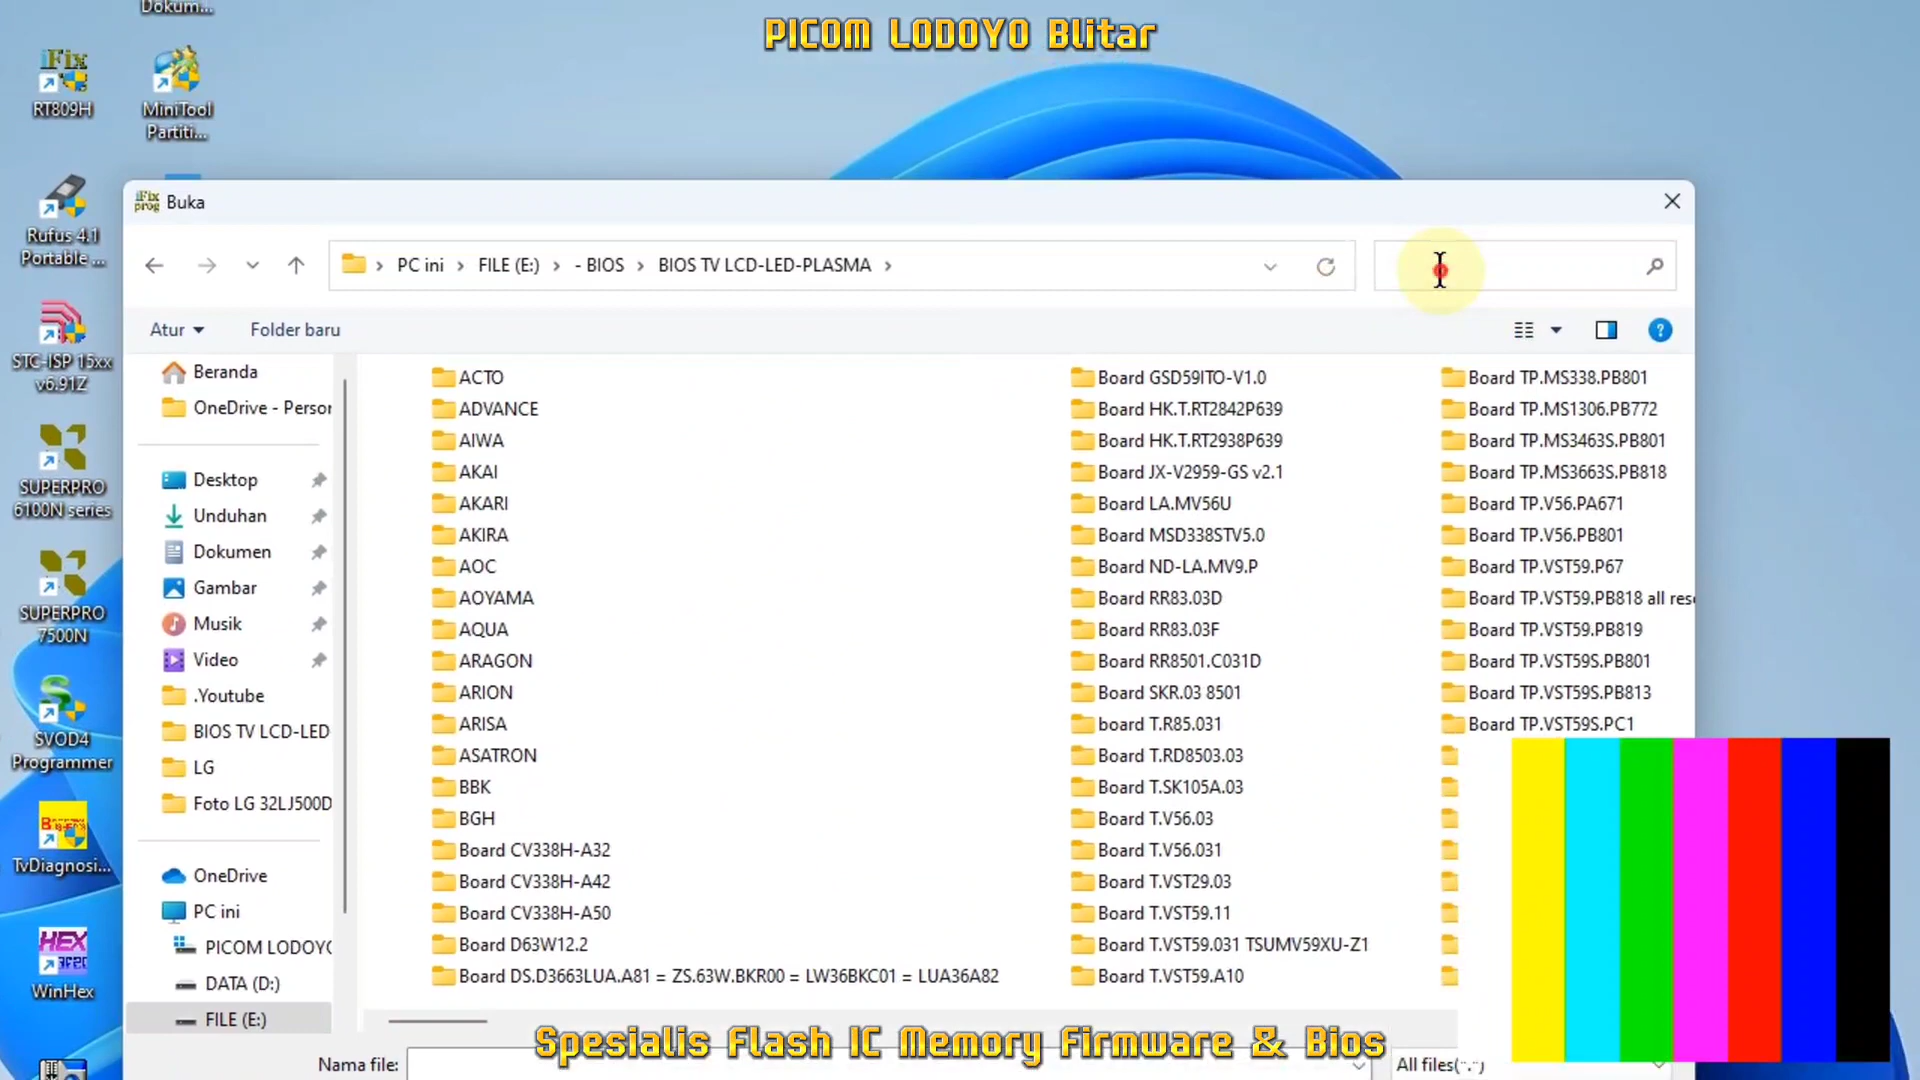 Dokum...
PICOM LODOYO Blitar
iFix
RT809H
MiniTool
Partiti...
Rufus 4.1
Portable ...
STC-ISP 15xx
v6.91Z
SUPERPRO
6100N series
SUPERPRO
7500N
SVOD4
Programmer
TvDiagnosi...
HEX
WinHex
iFix
prog
Buka
PC ini
FILE (E:)
- BIOS
BIOS TV LCD-LED-PLASMA
Atur
Folder baru
Beranda
OneDrive - Person
Desktop
Unduhan
Dokumen
Gambar
Musik
Video
.Youtube
BIOS TV LCD-LED
LG
Foto LG 32LJ500D
OneDrive
PC ini
PICOM LODOYO
DATA (D:)
FILE (E:)
ACTO
ADVANCE
AIWA
AKAI
AKARI
AKIRA
AOC
AOYAMA
AQUA
ARAGON
ARION
ARISA
ASATRON
BBK
BGH
Board CV338H-A32
Board CV338H-A42
Board CV338H-A50
Board D63W12.2
Board DS.D3663LUA.A81 = ZS.63W.BKR00 = LW36BKC01 = LUA36A82
Board GSD59ITO-V1.0
Board HK.T.RT2842P639
Board HK.T.RT2938P639
Board JX-V2959-GS v2.1
Board LA.MV56U
Board MSD338STV5.0
Board ND-LA.MV9.P
Board RR83.03D
Board RR83.03F
Board RR8501.C031D
Board SKR.03 8501
board T.R85.031
Board T.RD8503.03
Board T.SK105A.03
Board T.V56.03
Board T.V56.031
Board T.VST29.03
Board T.VST59.11
Board T.VST59.031 TSUMV59XU-Z1
Board T.VST59.A10
Board TP.MS338.PB801
Board TP.MS1306.PB772
Board TP.MS3463S.PB801
Board TP.MS3663S.PB818
Board TP.V56.PA671
Board TP.V56.PB801
Board TP.VST59.P67
Board TP.VST59.PB818 all rese
Board TP.VST59.PB819
Board TP.VST59S.PB801
Board TP.VST59S.PB813
Board TP.VST59S.PC1
Nama file:
All files(*.*)
Spesialis Flash IC Memory Firmware & Bios